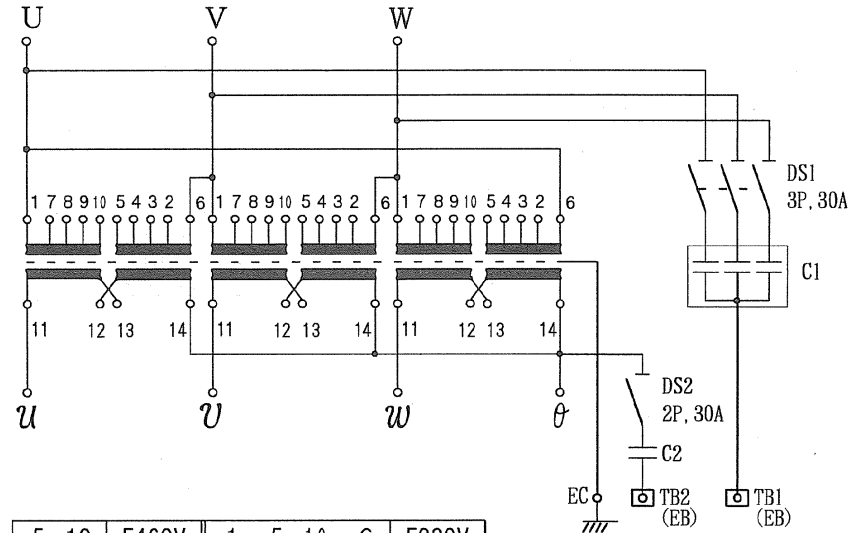 U V W
1 7 8 9 10 5 4 3 2 6 1 7 8 9 10 5 4 3 2 6 1 7 8 9 10 5 4 3 2 6
DS1
3P, 30A
C1
11 12 13 14 11 12 13 14 11 12 13 14
DS2
2P, 30A
u v w o
C2
EC TB2 TB1
(EB) (EB)